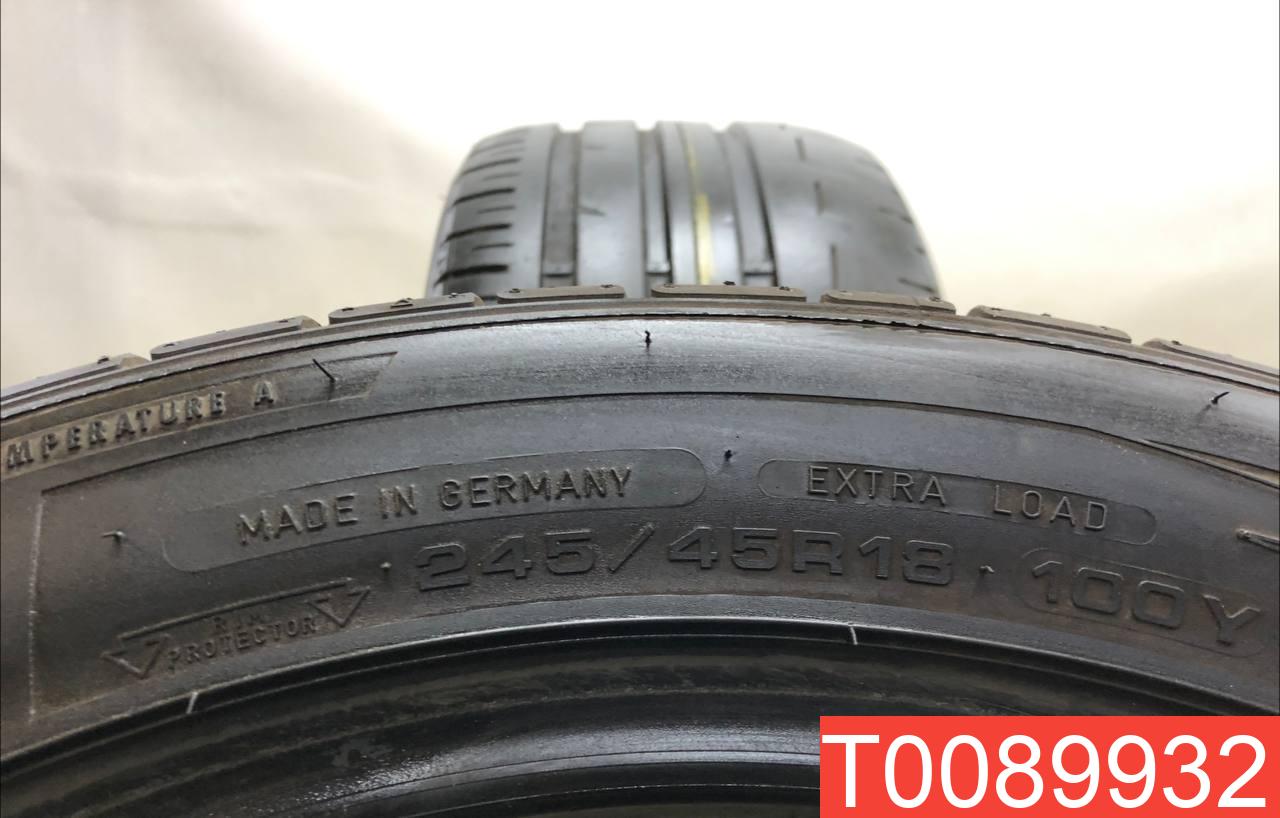 MPERATURE A
MADE IN GERMANY
EXTRA LOAD
245/45R18 100Y
RIM
PROTECTOR
T0089932